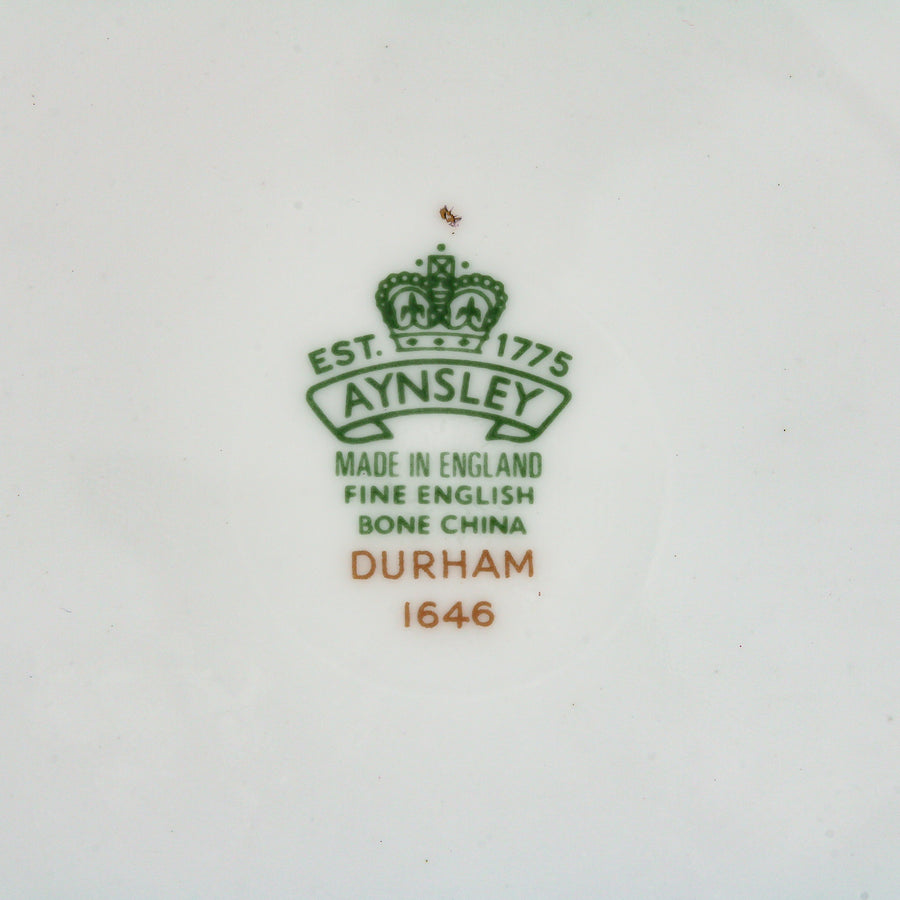 EST. 1775
AYNSLEY
MADE IN ENGLAND
FINE ENGLISH
BONE CHINA
DURHAM
1646